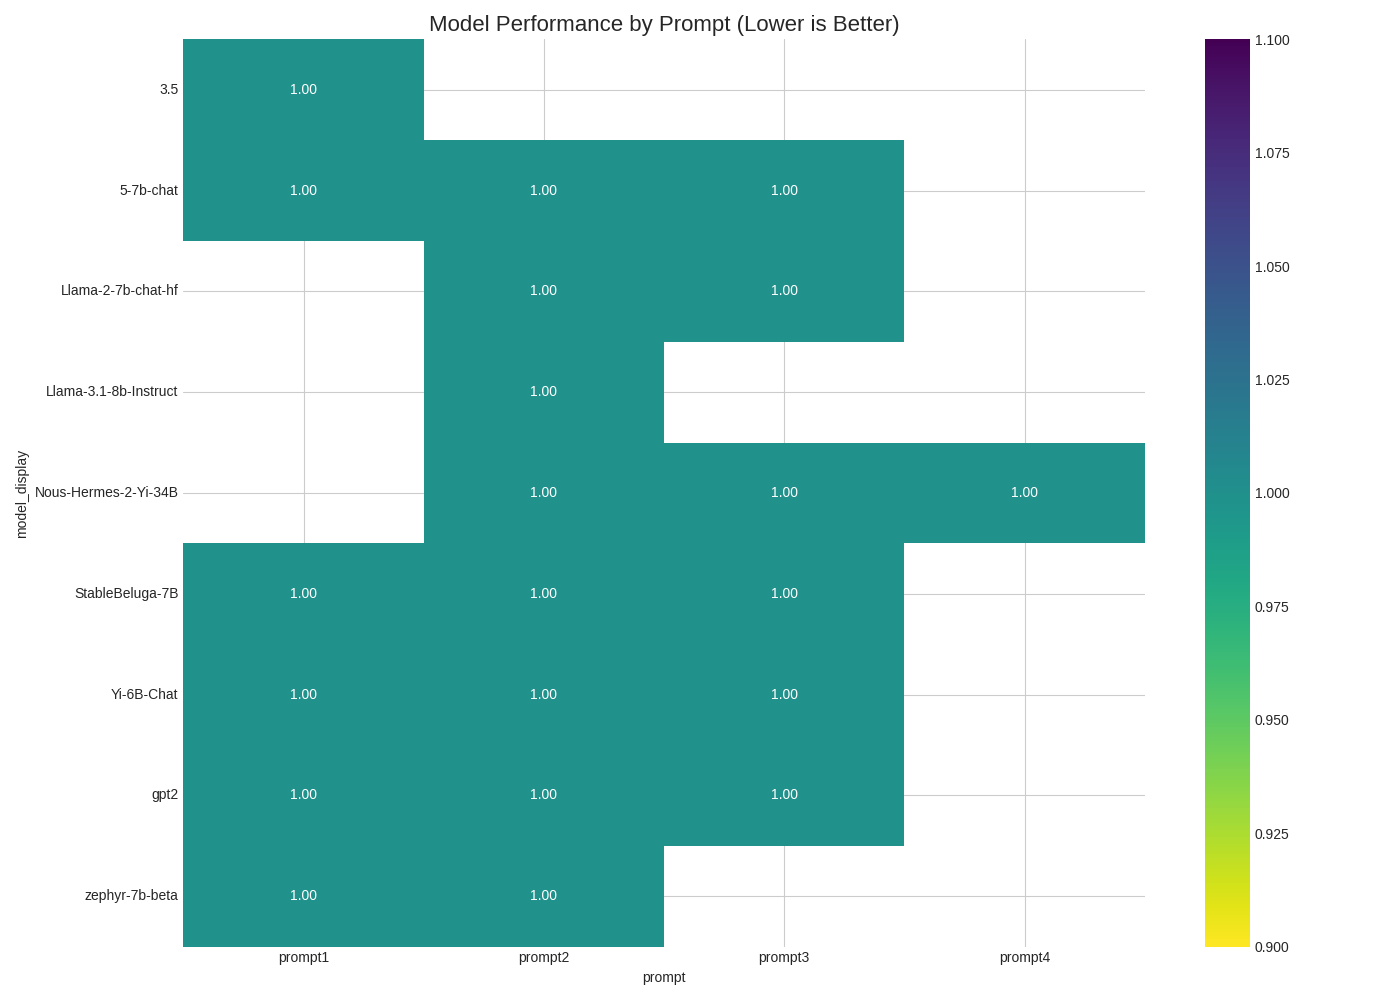 Model Performance by Prompt (Lower is Better)
3.5 1.00
5-7b-chat 1.00 1.00 1.00
Llama-2-7b-chat-hf 1.00 1.00
Llama-3.1-8b-Instruct 1.00
Nous-Hermes-2-Yi-34B 1.00 1.00 1.00
StableBeluga-7B 1.00 1.00 1.00
Yi-6B-Chat 1.00 1.00 1.00
gpt2 1.00 1.00 1.00
zephyr-7b-beta 1.00 1.00
model_display
prompt1 prompt2 prompt3 prompt4
prompt
1.100
1.075
1.050
1.025
1.000
0.975
0.950
0.925
0.900